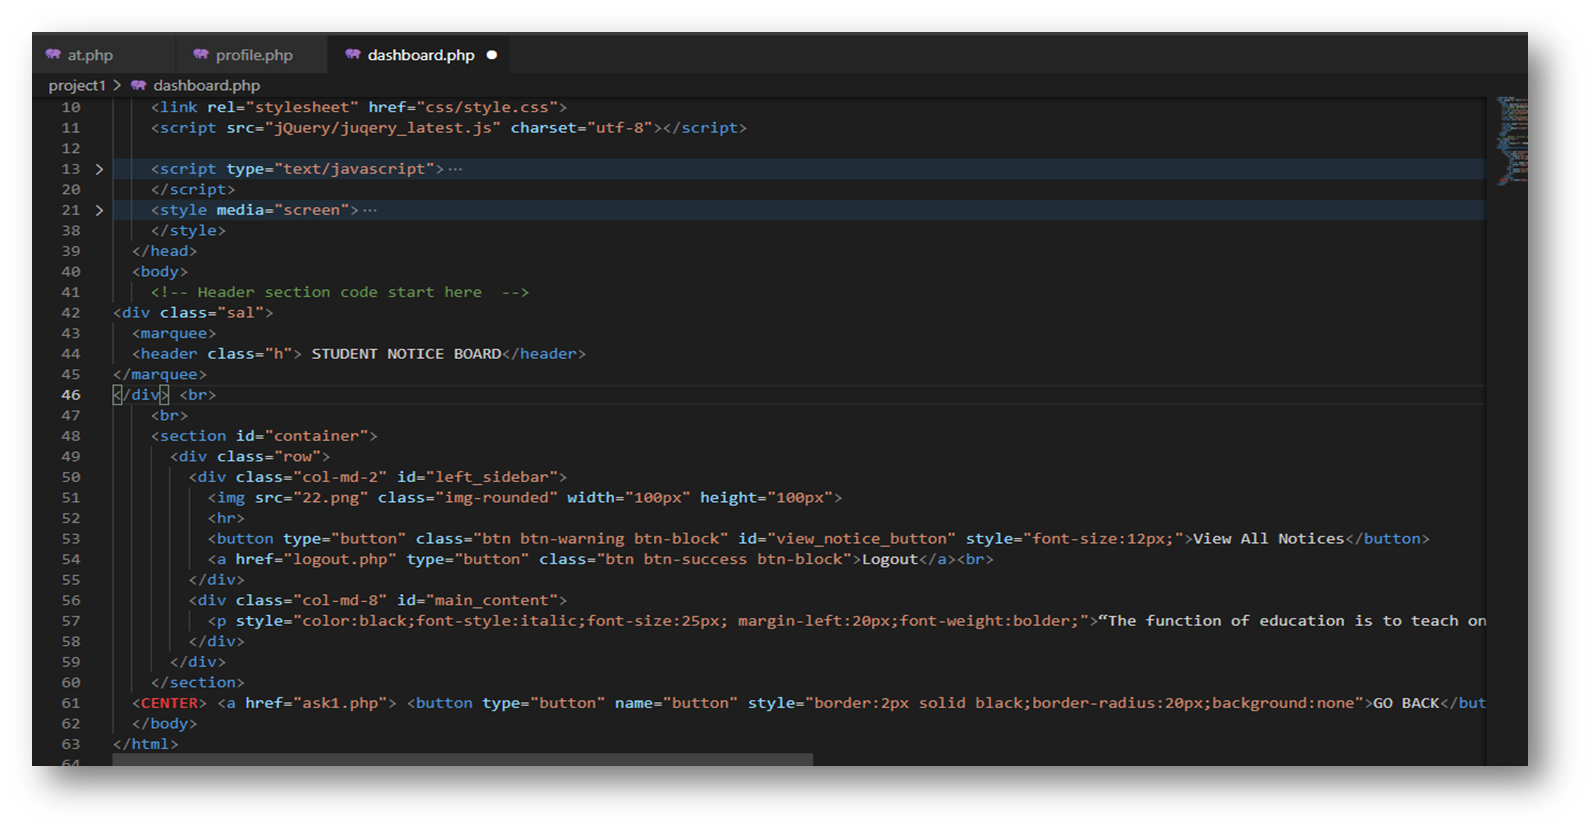 at.php profile.php dashboard.php
project1 > dashboard.php
10 <link rel="stylesheet" href="css/style.css">
11 <script src="jQuery/juqery_latest.js" charset="utf-8"></script>
12
13 <script type="text/javascript">···
20 </script>
21 <style media="screen">···
38 </style>
39 </head>
40 <body>
41 <!-- Header section code start here  -->
42 <div class="sal">
43 <marquee>
44 <header class="h"> STUDENT NOTICE BOARD</header>
45 </marquee>
46 </div> <br>
47 <br>
48 <section id="container">
49 <div class="row">
50 <div class="col-md-2" id="left_sidebar">
51 <img src="22.png" class="img-rounded" width="100px" height="100px">
52 <hr>
53 <button type="button" class="btn btn-warning btn-block" id="view_notice_button" style="font-size:12px;">View All Notices</button>
54 <a href="logout.php" type="button" class="btn btn-success btn-block">Logout</a><br>
55 </div>
56 <div class="col-md-8" id="main_content">
57 <p style="color:black;font-style:italic;font-size:25px; margin-left:20px;font-weight:bolder;">“The function of education is to teach on
58 </div>
59 </div>
60 </section>
61 <CENTER> <a href="ask1.php"> <button type="button" name="button" style="border:2px solid black;border-radius:20px;background:none">GO BACK</but
62 </body>
63 </html>
64